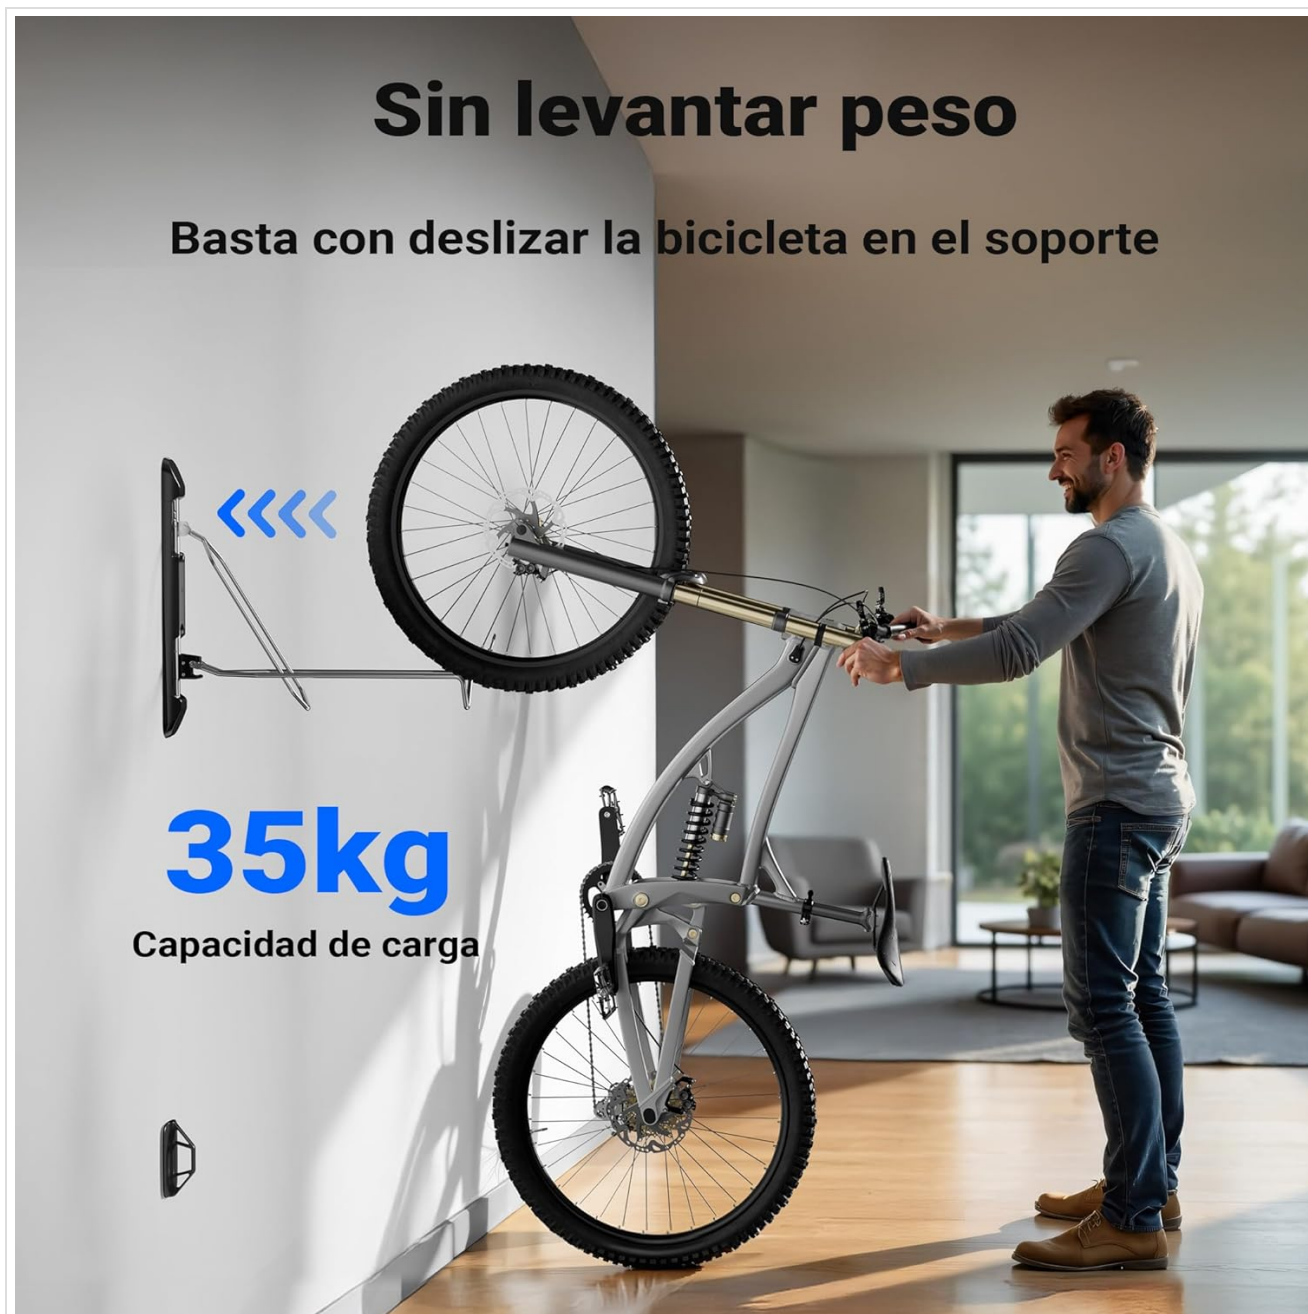 Sin levantar peso
Basta con deslizar la bicicleta en el soporte
35kg
Capacidad de carga